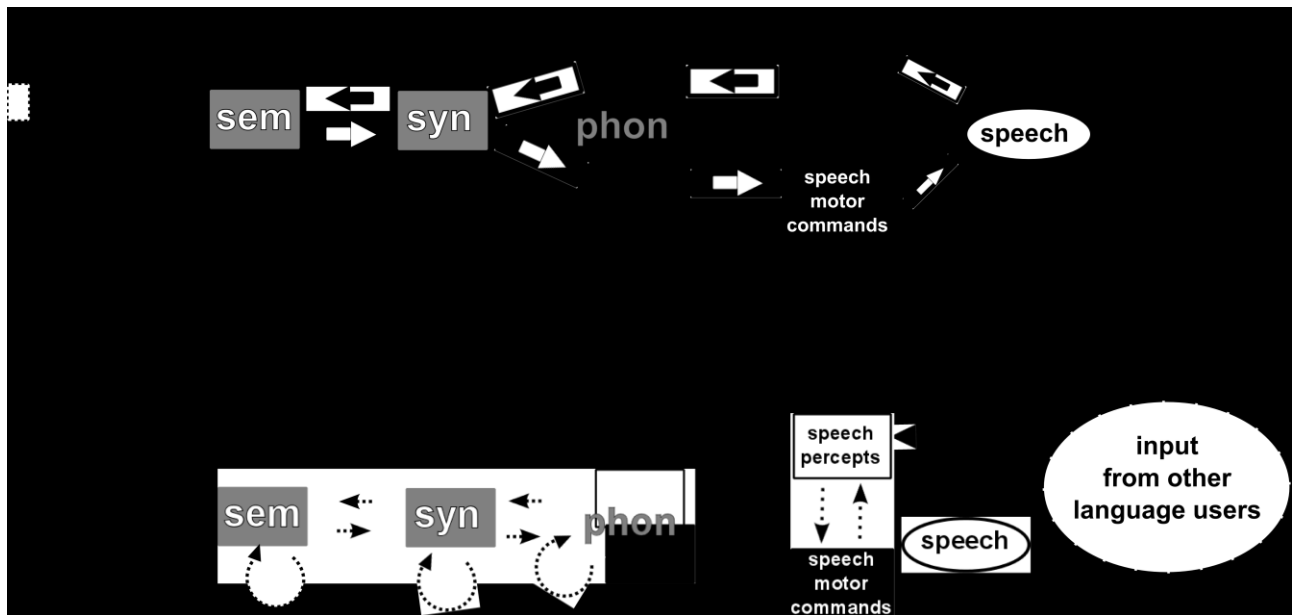 sem
syn
phon
speech
speech
motor
commands
speech
percepts
input
from other
language users
sem
syn
phon
speech
speech
motor
commands